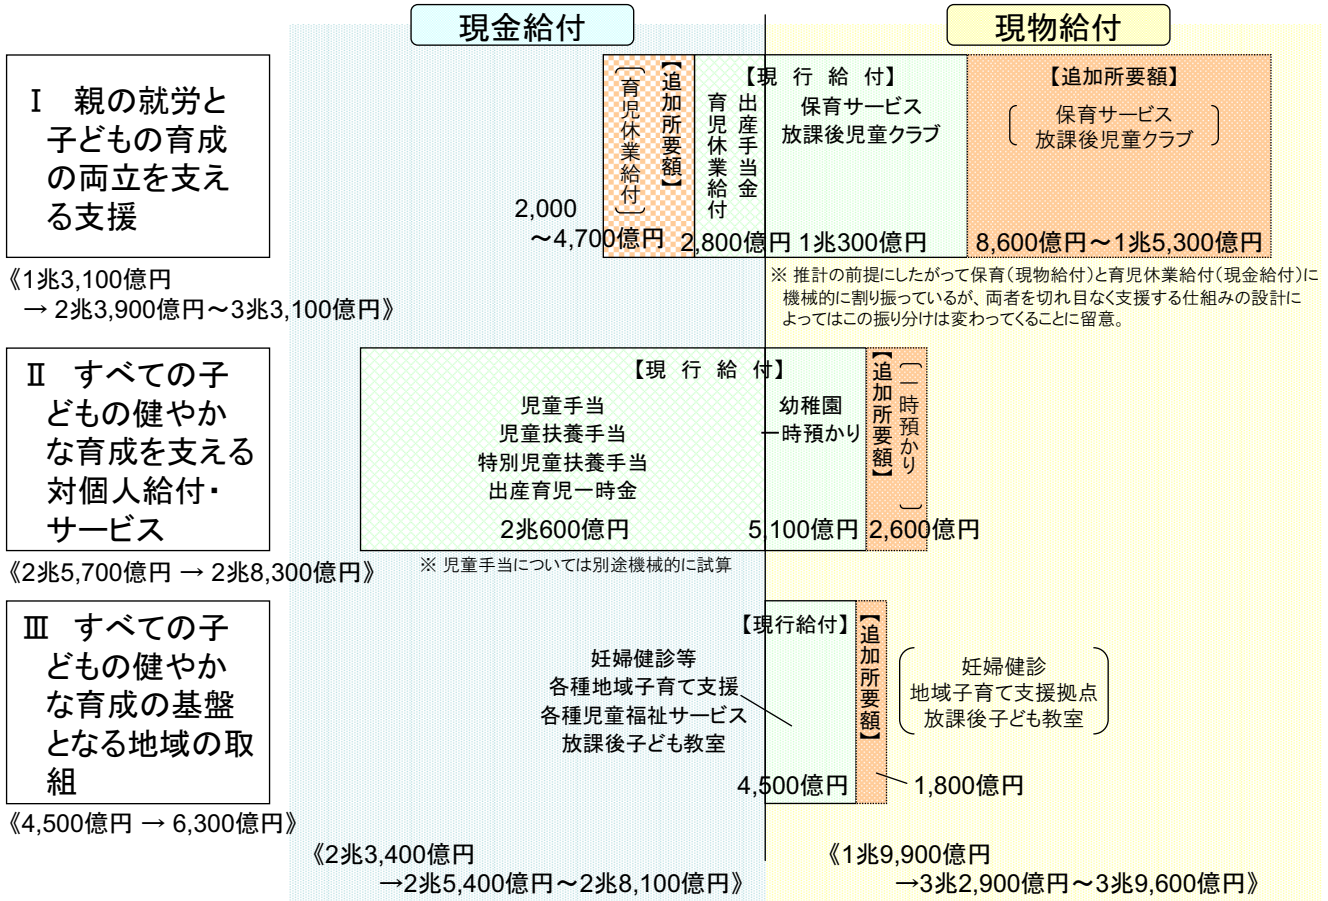 現金給付
現物給付
Ⅰ 親の就労と
子どもの育成
の両立を支え
る支援
《1兆3,100億円
→ 2兆3,900億円～3兆3,100億円》
【追加所要額】
〔育児休業給付〕
2,000
～4,700億円
【現 行 給 付】
出産手当金
育児休業給付
2,800億円
保育サービス
放課後児童クラブ
1兆300億円
【追加所要額】
保育サービス
放課後児童クラブ
8,600億円～1兆5,300億円
※ 推計の前提にしたがって保育（現物給付）と育児休業給付（現金給付）に
機械的に割り振っているが、両者を切れ目なく支援する仕組みの設計に
よってはこの振り分けは変わってくることに留意。
Ⅱ すべての子
どもの健やか
な育成を支える
対個人給付・
サービス
《2兆5,700億円 → 2兆8,300億円》
【現 行 給 付】
児童手当
児童扶養手当
特別児童扶養手当
出産育児一時金
2兆600億円
幼稚園
一時預かり
5,100億円
【追加所要額】
〔一時預かり〕
2,600億円
※ 児童手当については別途機械的に試算
Ⅲ すべての子
どもの健やか
な育成の基盤
となる地域の取
組
《4,500億円 → 6,300億円》
【現行給付】
妊婦健診等
各種地域子育て支援
各種児童福祉サービス
放課後子ども教室
4,500億円
【追加所要額】
妊婦健診
地域子育て支援拠点
放課後子ども教室
1,800億円
《2兆3,400億円
→2兆5,400億円～2兆8,100億円》
《1兆9,900億円
→3兆2,900億円～3兆9,600億円》